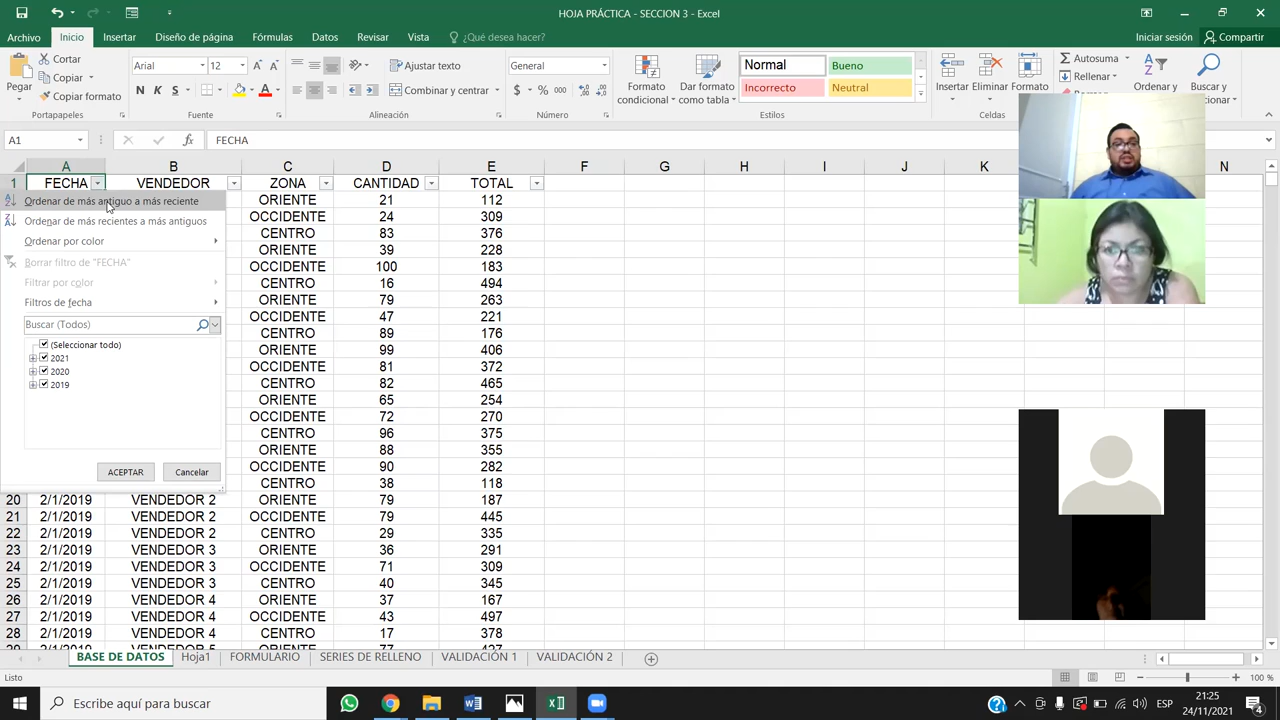 HOJA PRÁCTICA - SECCION 3 - Excel
Archivo Inicio Insertar Diseño de página Fórmulas Datos Revisar Vista ¿Qué desea hacer? Iniciar sesión Compartir
Pegar Cortar Copiar Copiar formato
Arial 12 N K S
Ajustar texto Combinar y centrar
General $ % 000
Formato condicional Dar formato como tabla
Normal Bueno Incorrecto Neutral
Insertar Eliminar Formato
Autosuma Rellenar
Ordenar y
Buscar y
Portapapeles Fuente Alineación Número Estilos Celdas
A1 FECHA
A B C D E F G H I J K N
1 FECHA VENDEDOR ZONA CANTIDAD TOTAL
ORIENTE 21 112
OCCIDENTE 24 309
CENTRO 83 376
ORIENTE 39 228
OCCIDENTE 100 183
CENTRO 16 494
ORIENTE 79 263
OCCIDENTE 47 221
CENTRO 89 176
ORIENTE 99 406
OCCIDENTE 81 372
CENTRO 82 465
ORIENTE 65 254
OCCIDENTE 72 270
CENTRO 96 375
ORIENTE 88 355
OCCIDENTE 90 282
CENTRO 38 118
20 2/1/2019 VENDEDOR 2 ORIENTE 79 187
21 2/1/2019 VENDEDOR 2 OCCIDENTE 79 445
22 2/1/2019 VENDEDOR 2 CENTRO 29 335
23 2/1/2019 VENDEDOR 3 ORIENTE 36 291
24 2/1/2019 VENDEDOR 3 OCCIDENTE 71 309
25 2/1/2019 VENDEDOR 3 CENTRO 40 345
26 2/1/2019 VENDEDOR 4 ORIENTE 37 167
27 2/1/2019 VENDEDOR 4 OCCIDENTE 43 497
28 2/1/2019 VENDEDOR 4 CENTRO 17 378
Ordenar de más antiguo a más reciente
Ordenar de más recientes a más antiguos
Ordenar por color
Borrar filtro de "FECHA"
Filtrar por color
Filtros de fecha
Buscar (Todos)
(Seleccionar todo)
2021
2020
2019
ACEPTAR Cancelar
BASE DE DATOS Hoja1 FORMULARIO SERIES DE RELLENO VALIDACIÓN 1 VALIDACIÓN 2
Listo 100 %
Escribe aquí para buscar
ESP 21:25
24/11/2021